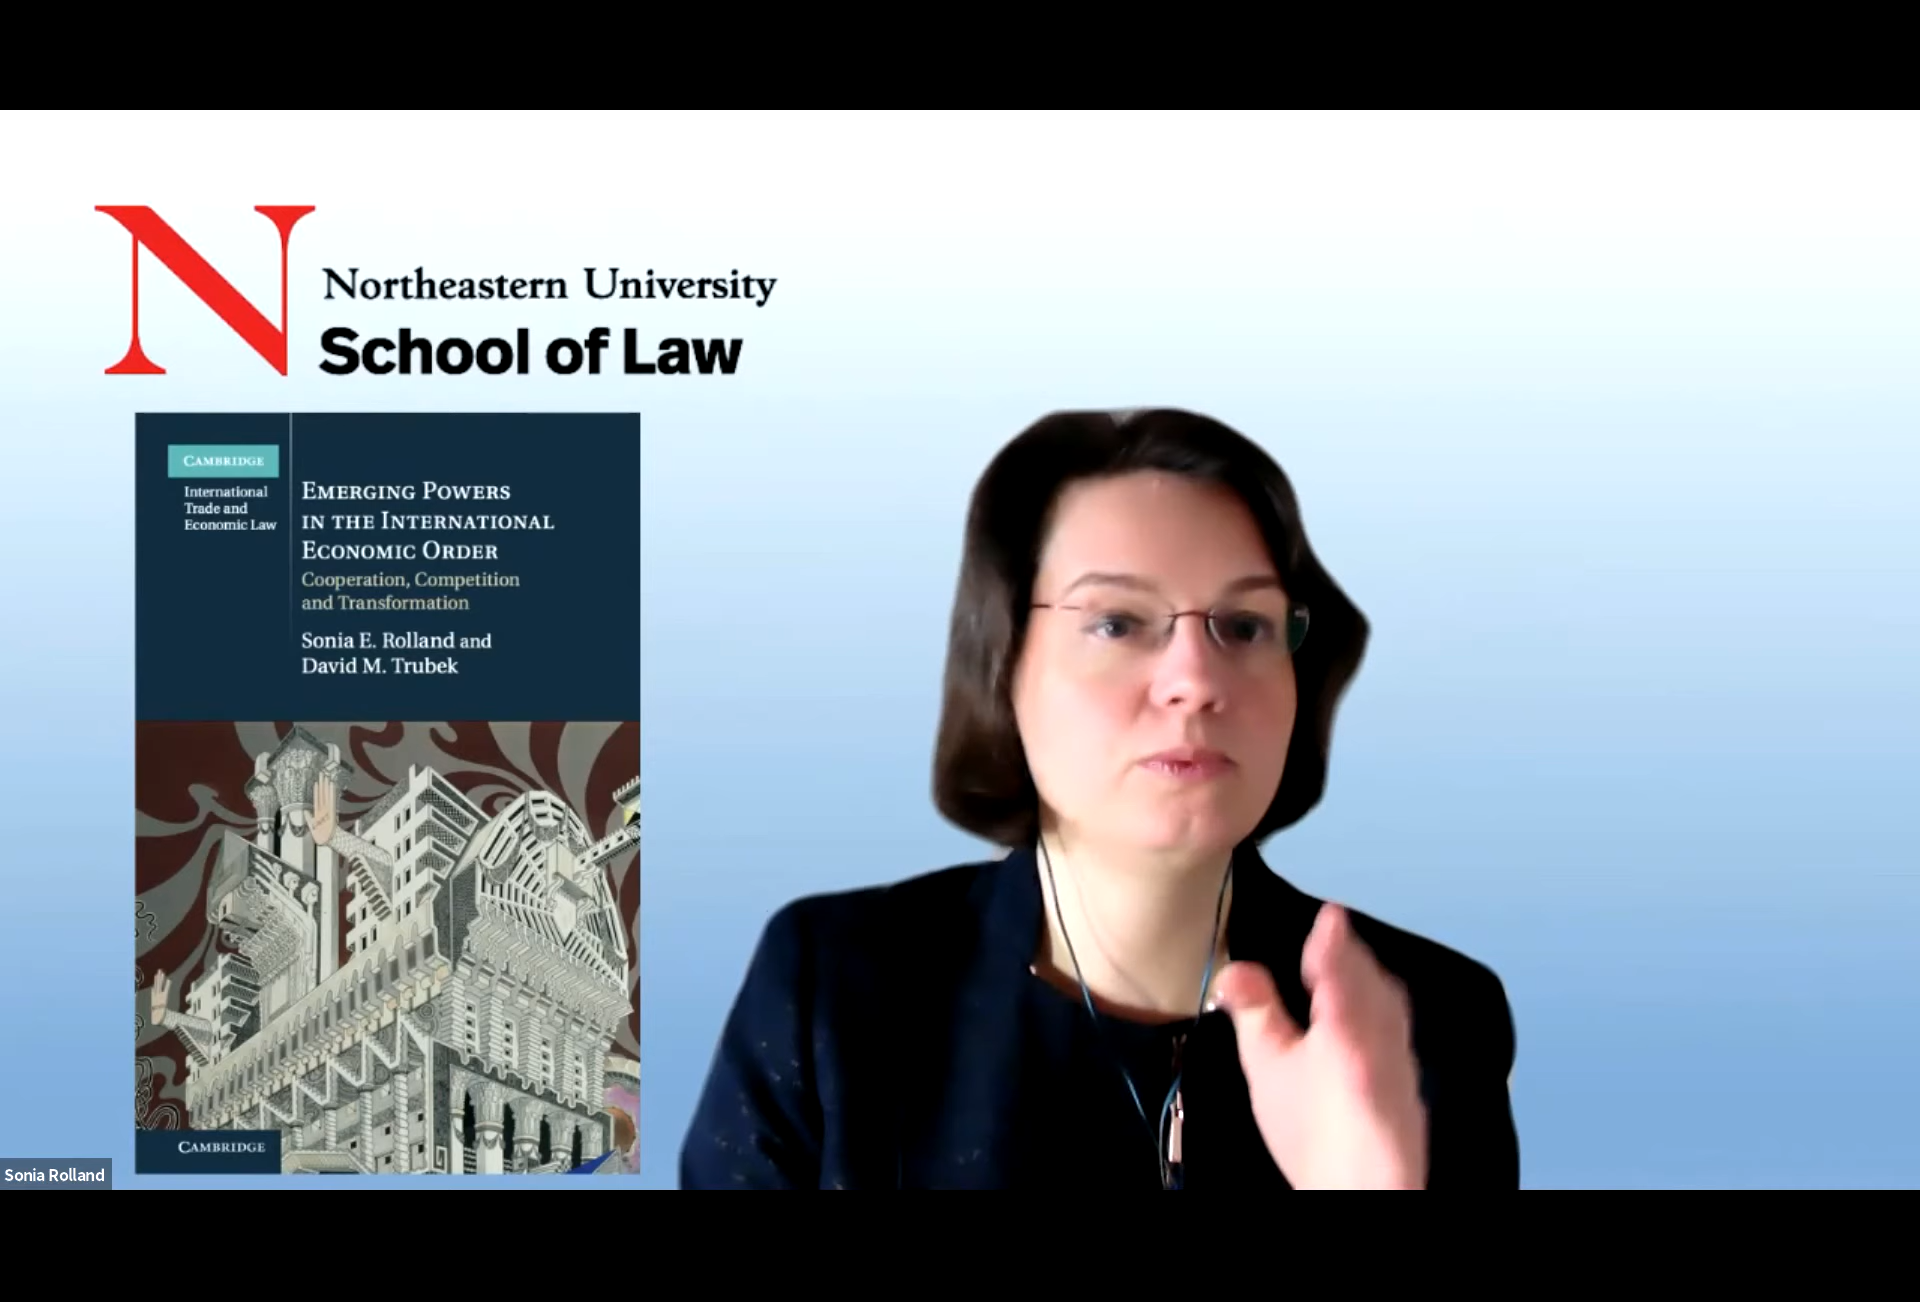 N
Northeastern University
School of Law
CAMBRIDGE
International
Trade and
Economic Law
EMERGING POWERS
IN THE INTERNATIONAL
ECONOMIC ORDER
Cooperation, Competition
and Transformation
Sonia E. Rolland and
David M. Trubek
CAMBRIDGE
Sonia Rolland